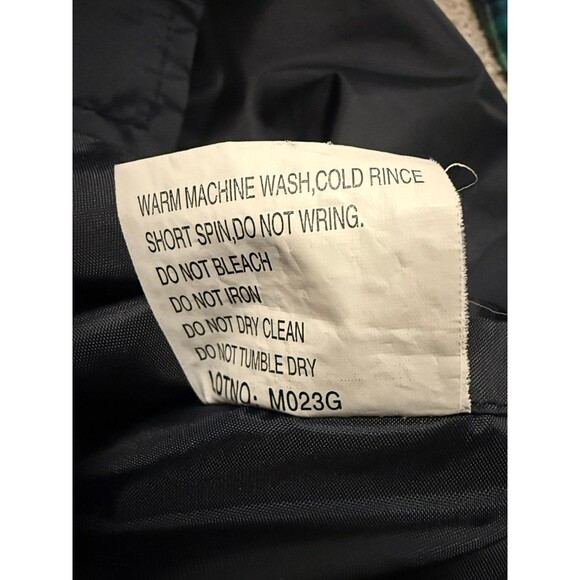 WARM MACHINE WASH,COLD RINCE
SHORT SPIN,DO NOT WRING.
DO NOT BLEACH
DO NOT IRON
DO NOT DRY CLEAN
DO NOT TUMBLE DRY
LOTNO: M023G